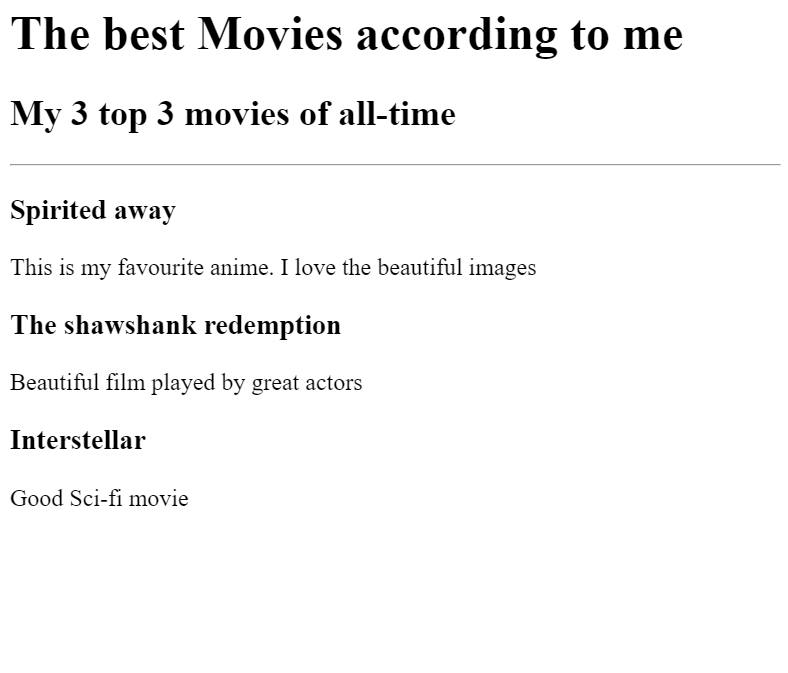 The best Movies according to me
My 3 top 3 movies of all-time
Spirited away
This is my favourite anime. I love the beautiful images
The shawshank redemption
Beautiful film played by great actors
Interstellar
Good Sci-fi movie